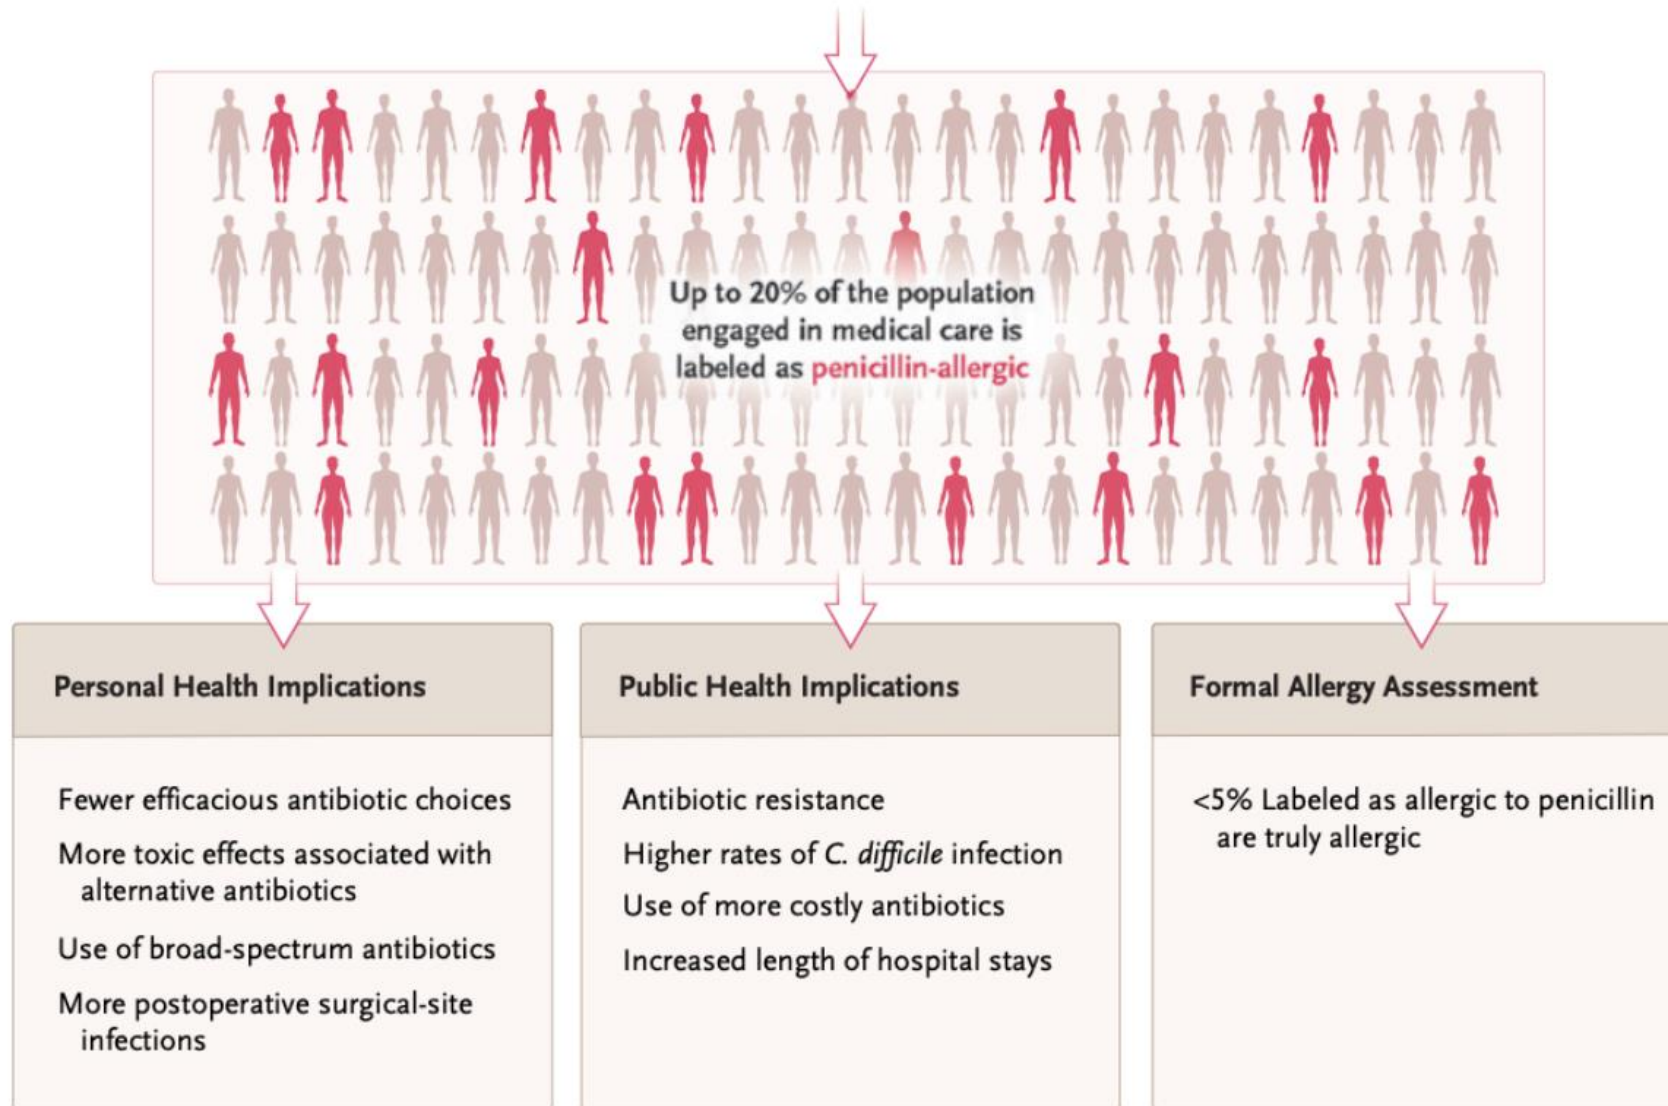 Up to 20% of the population
engaged in medical care is
labeled as penicillin-allergic
Personal Health Implications
Fewer efficacious antibiotic choices
More toxic effects associated with
alternative antibiotics
Use of broad-spectrum antibiotics
More postoperative surgical-site
infections
Public Health Implications
Antibiotic resistance
Higher rates of C. difficile infection
Use of more costly antibiotics
Increased length of hospital stays
Formal Allergy Assessment
<5% Labeled as allergic to penicillin
are truly allergic